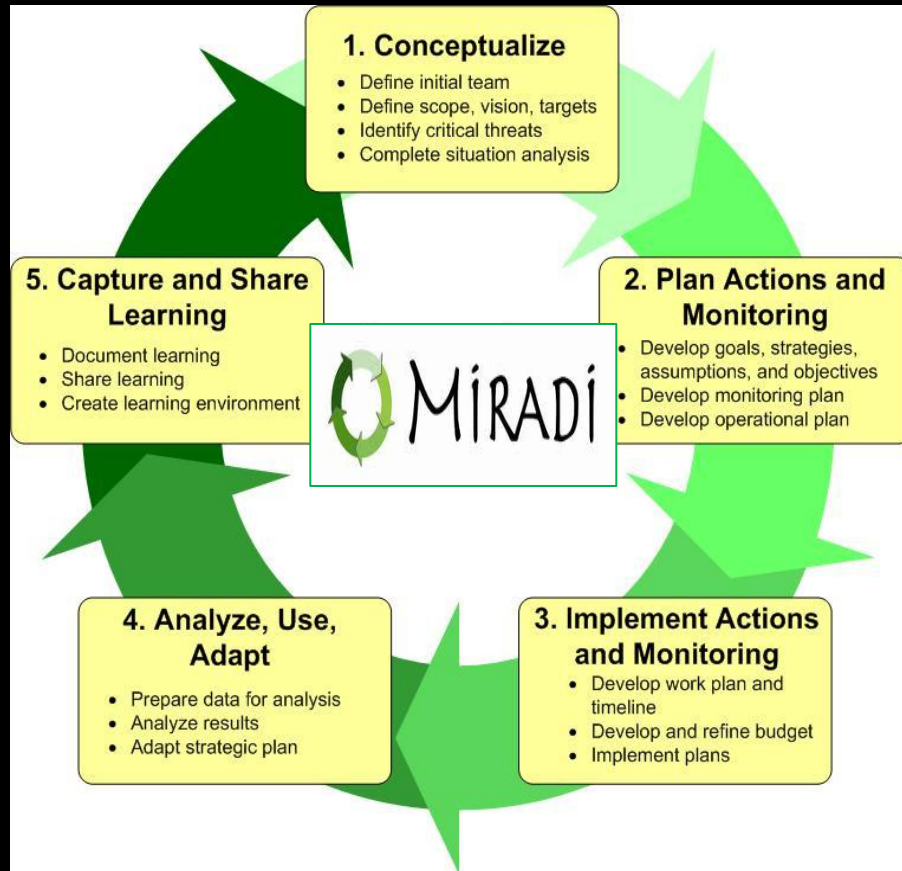 1. Conceptualize
• Define initial team
• Define scope, vision, targets
• Identify critical threats
• Complete situation analysis
2. Plan Actions and
Monitoring
• Develop goals, strategies,
assumptions, and objectives
• Develop monitoring plan
• Develop operational plan
3. Implement Actions
and Monitoring
• Develop work plan and
timeline
• Develop and refine budget
• Implement plans
4. Analyze, Use,
Adapt
• Prepare data for analysis
• Analyze results
• Adapt strategic plan
5. Capture and Share
Learning
• Document learning
• Share learning
• Create learning environment
MiRADi